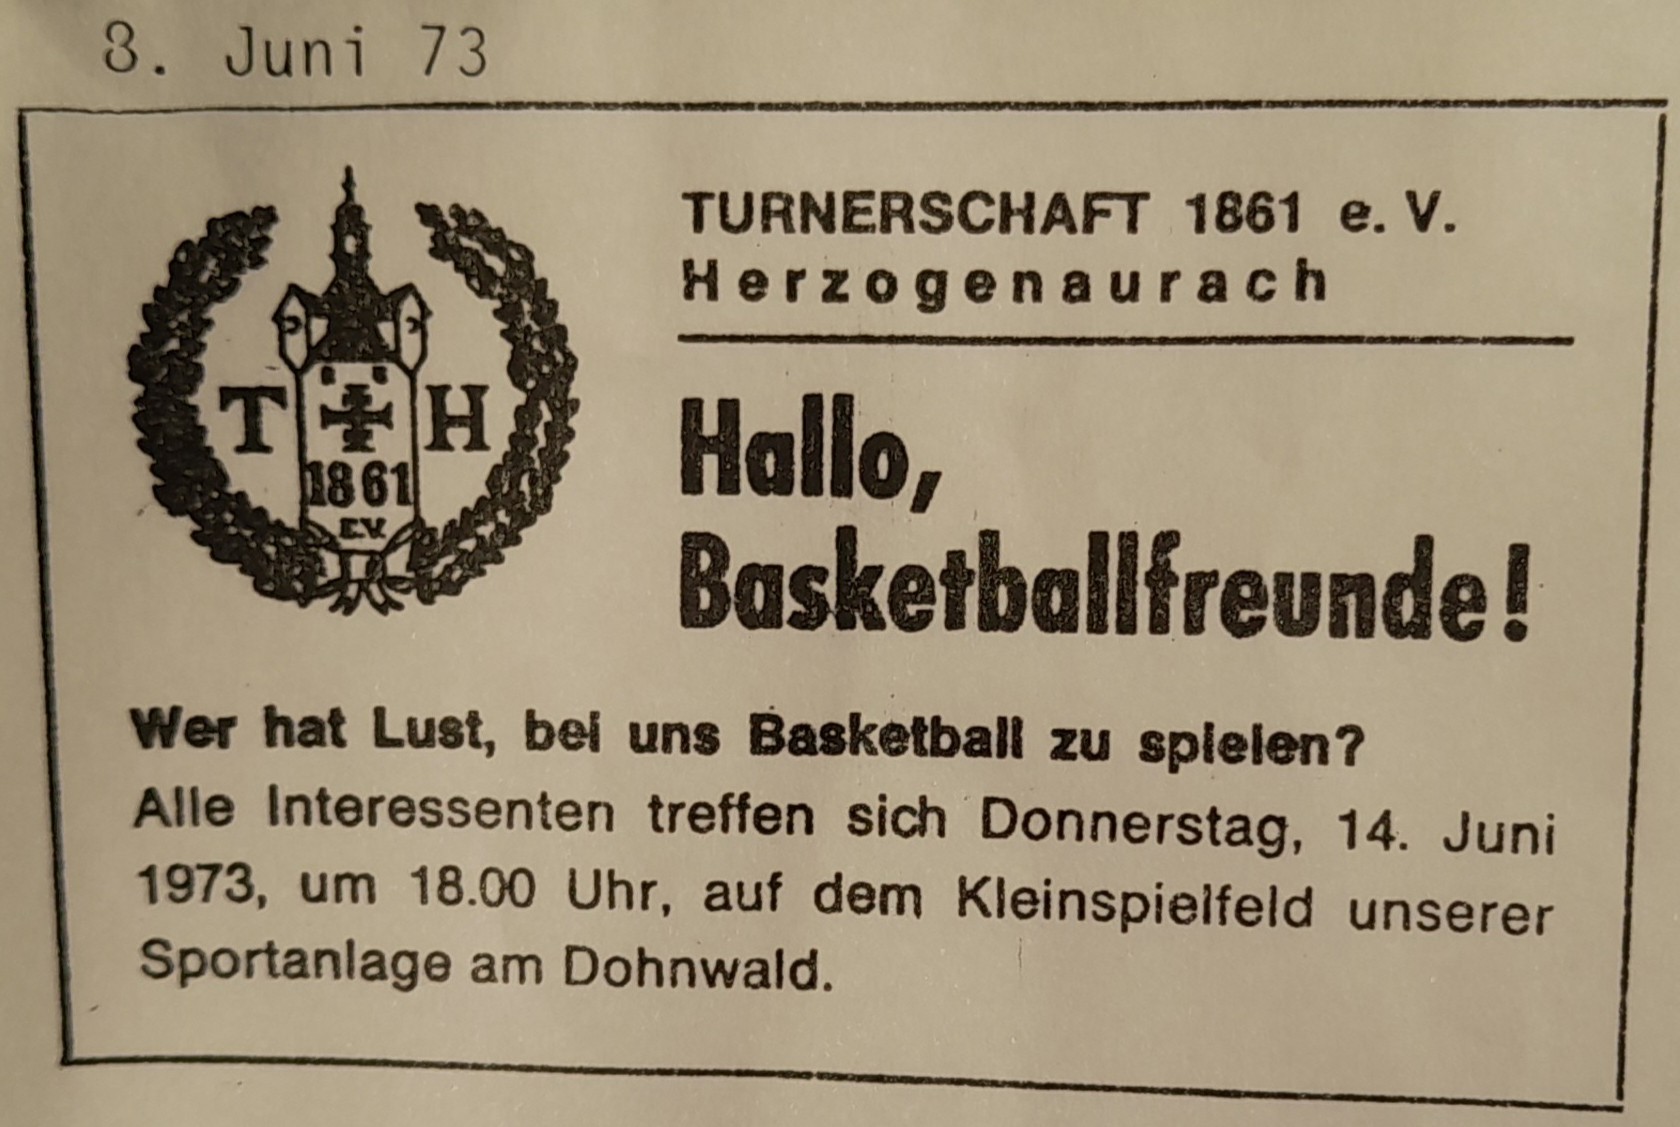 8. Juni 73
TURNERSCHAFT 1861 e. V.
Herzogenaurach
T H
1861
E.V.
Hallo,
Basketballfreunde!
Wer hat Lust, bei uns Basketball zu spielen?
Alle Interessenten treffen sich Donnerstag, 14. Juni
1973, um 18.00 Uhr, auf dem Kleinspielfeld unserer
Sportanlage am Dohnwald.